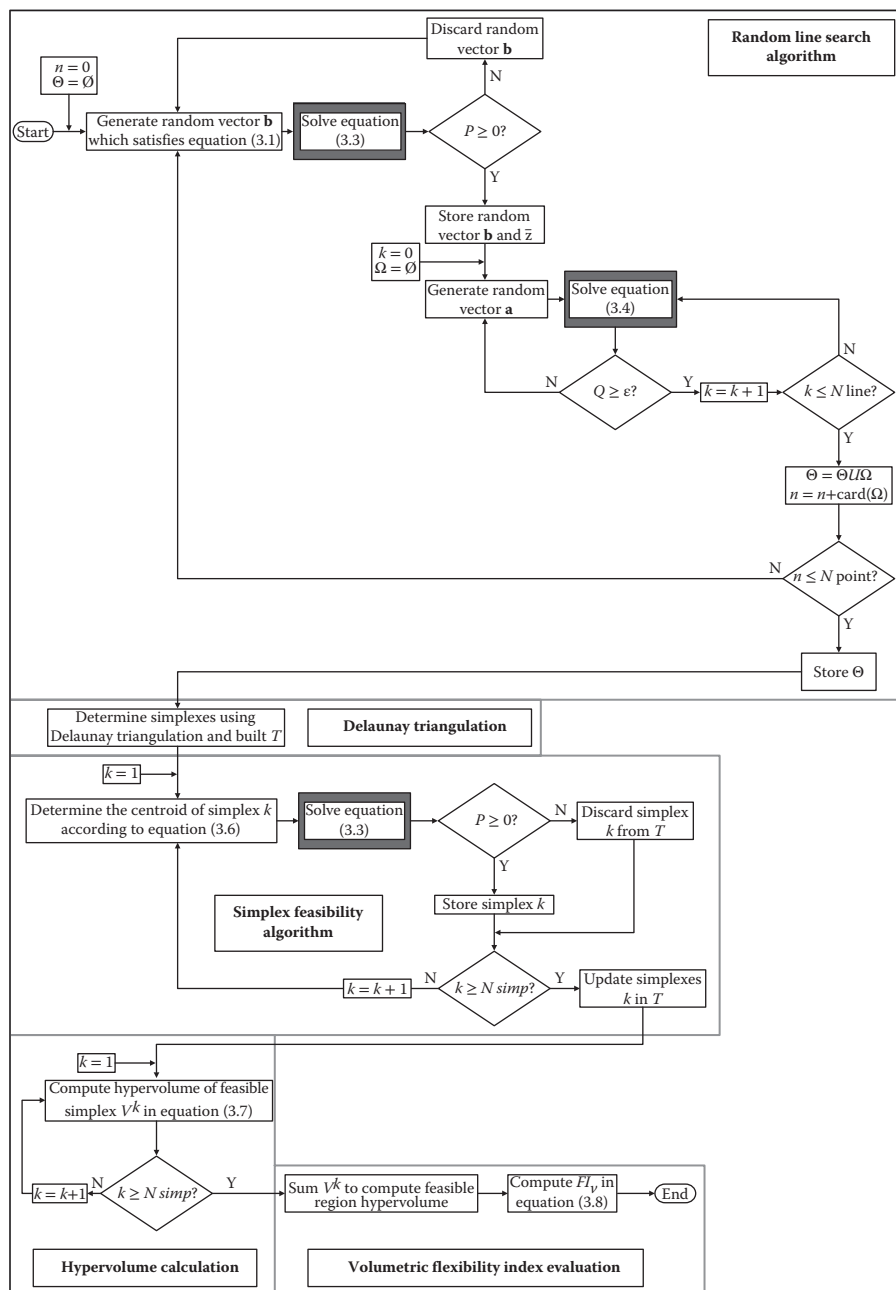 Discard random
vector b
Random line search
algorithm
n = 0
Θ = Ø
N
Start
Generate random vector b
which satisfies equation (3.1)
Solve equation
(3.3)
P ≥ 0?
Y
Store random
vector b and z̄
k = 0
Ω = Ø
Generate random
vector a
Solve equation
(3.4)
N
N
Q ≥ ε?
Y
k = k + 1
k ≤ N line?
Y
Θ = ΘUΩ
n = n+card(Ω)
N
n ≤ N point?
Y
Store Θ
Determine simplexes using
Delaunay triangulation and built T
Delaunay triangulation
k = 1
Determine the centroid of simplex k
according to equation (3.6)
Solve equation
(3.3)
P ≥ 0?
N
Discard simplex
k from T
Y
Store simplex k
Simplex feasibility
algorithm
k = k + 1
N
k ≥ N simp?
Y
Update simplexes
k in T
k = 1
Compute hypervolume of feasible
simplex V^k in equation (3.7)
k = k+1
N
k ≥ N simp?
Y
Sum V^k to compute feasible
region hypervolume
Compute FI_v in
equation (3.8)
End
Hypervolume calculation
Volumetric flexibility index evaluation